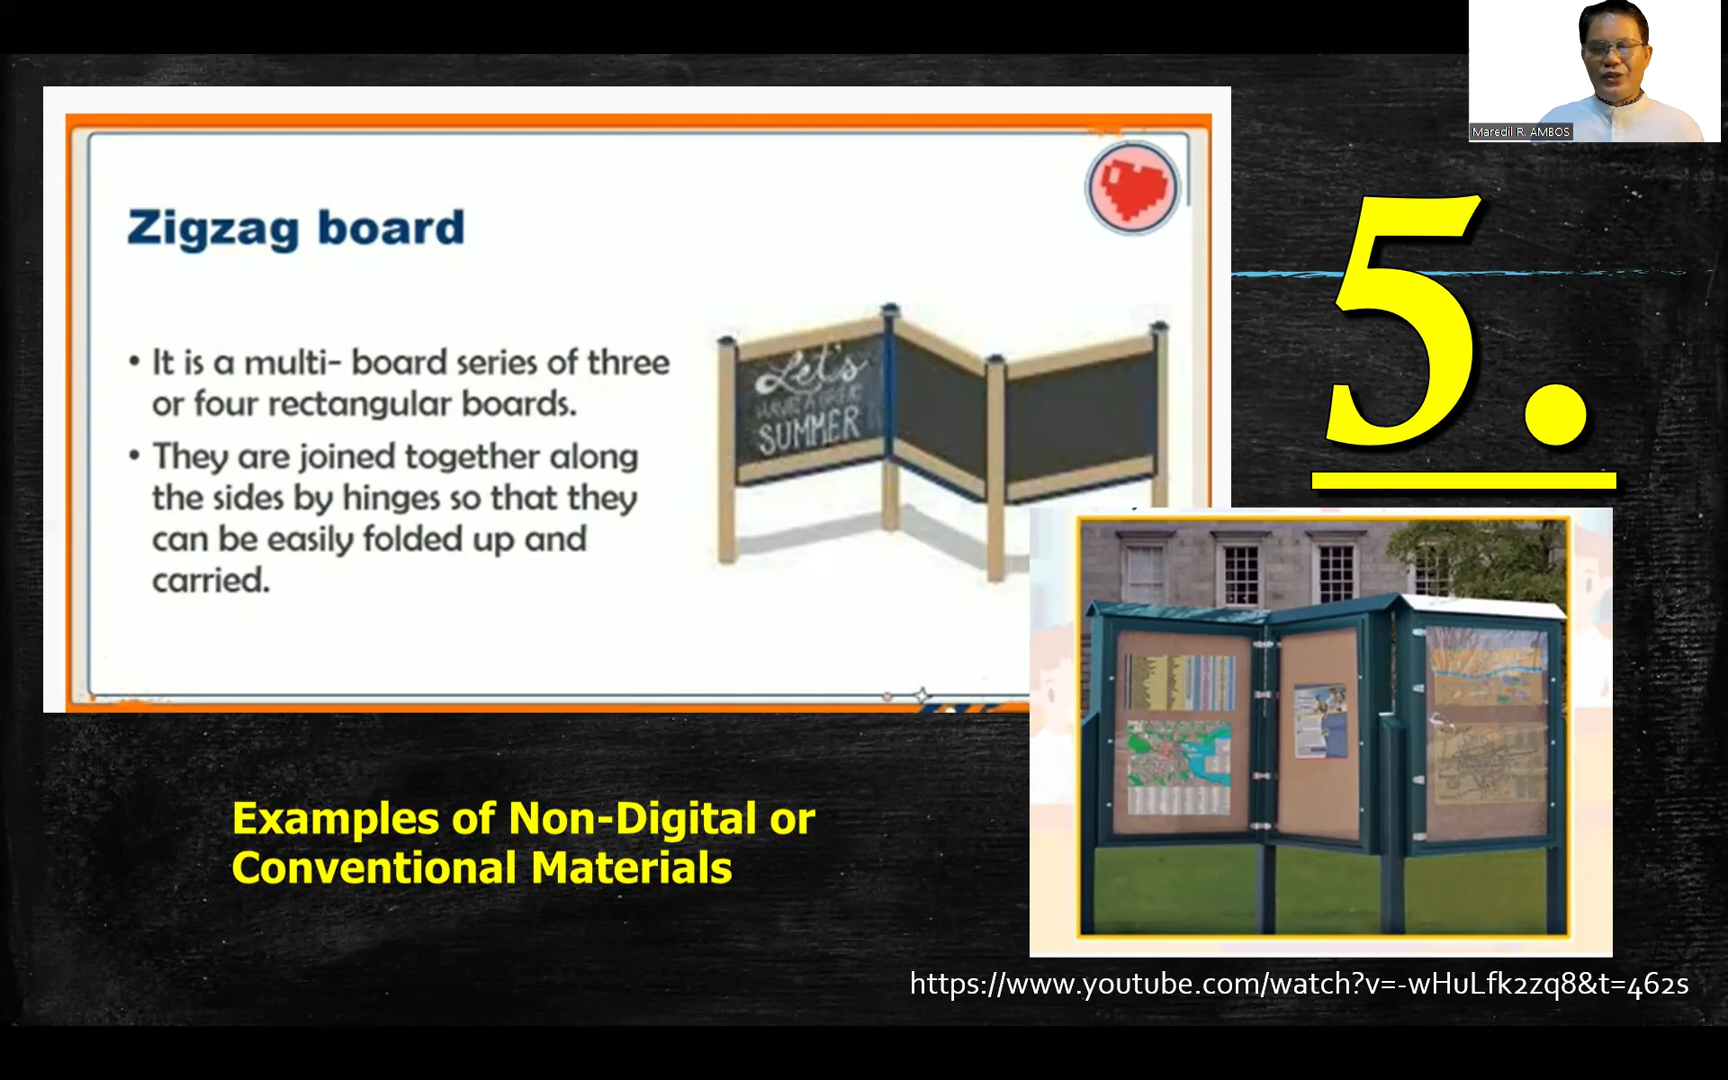 Maredil R. AMBOS
Zigzag board
5.
• It is a multi- board series of three
or four rectangular boards.
• They are joined together along
the sides by hinges so that they
can be easily folded up and
carried.
Let's
SUMMER
Examples of Non-Digital or
Conventional Materials
https://www.youtube.com/watch?v=-wHuLfk2zq8&t=462s